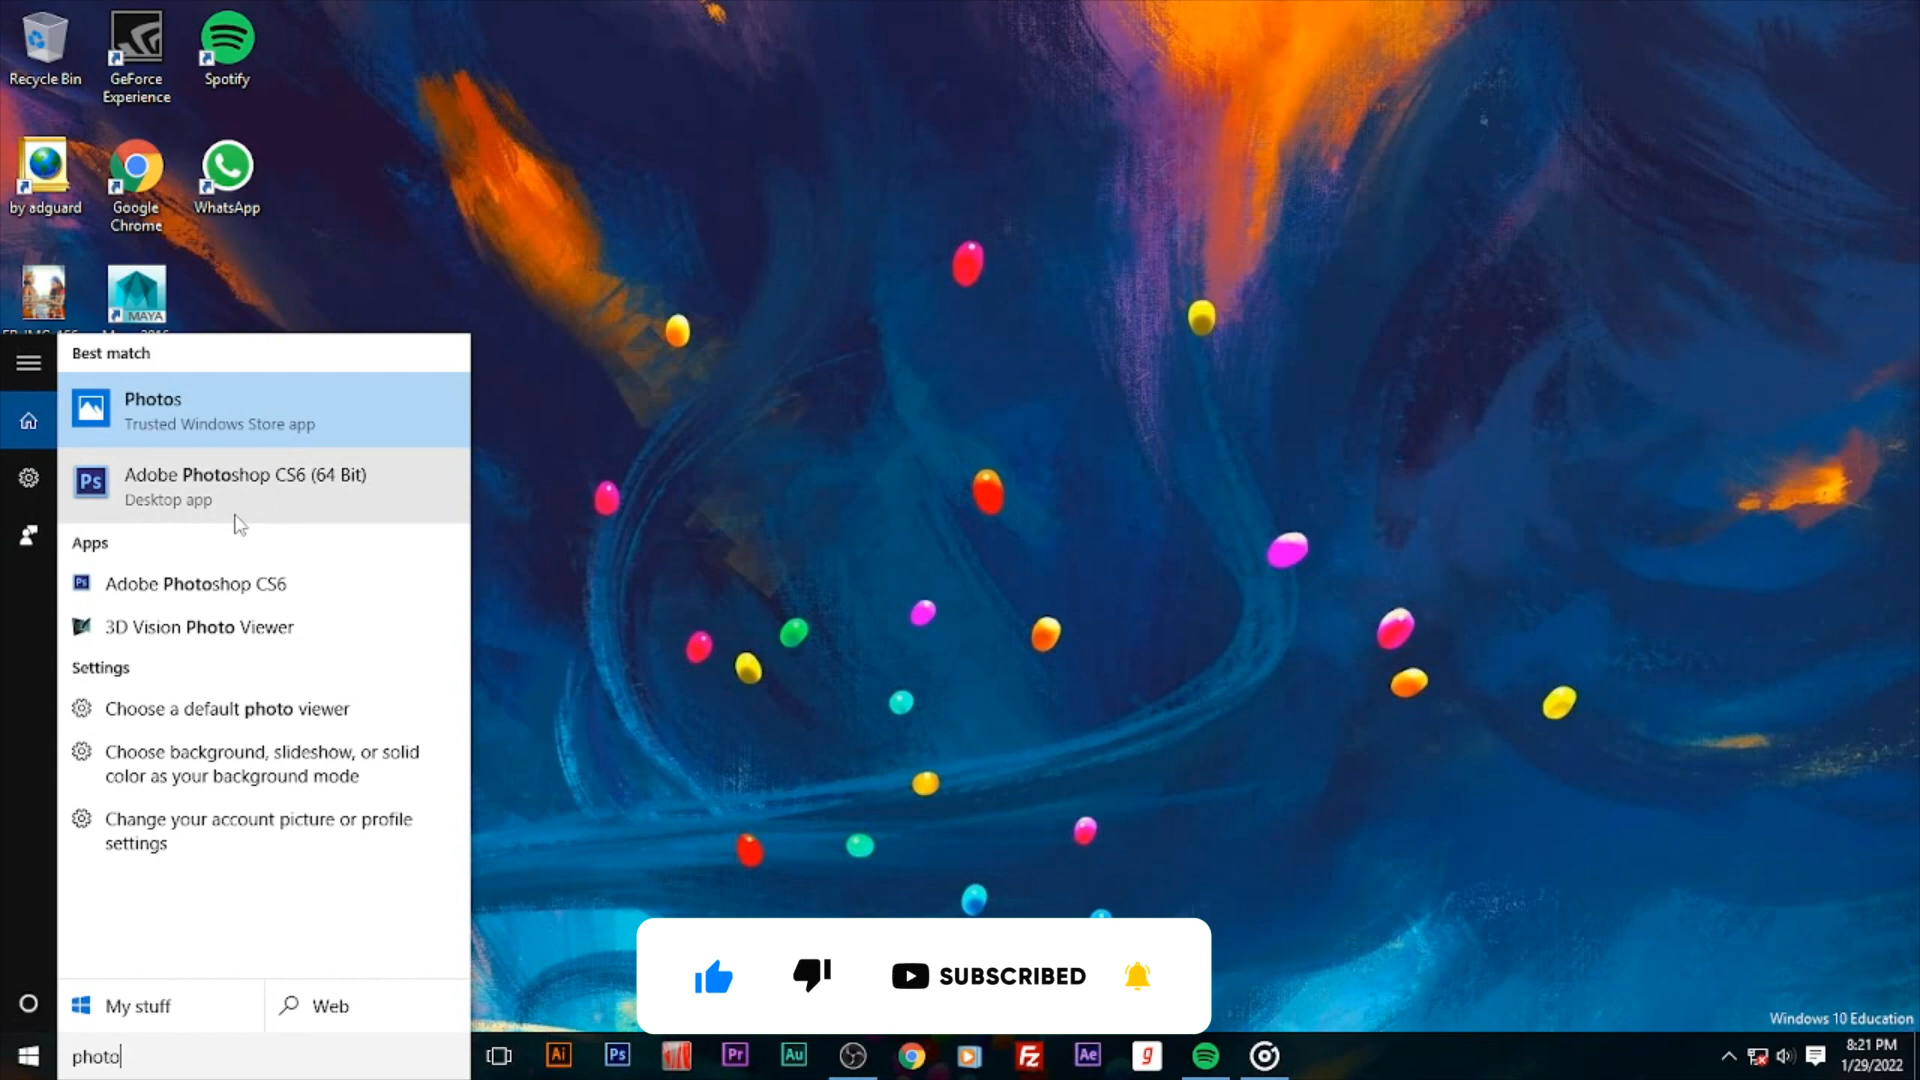 Recycle Bin
GeForce
Experience
Spotify
by adguard
Google
Chrome
WhatsApp
MAYA
Best match
Photos
Trusted Windows Store app
Ps
Adobe Photoshop CS6 (64 Bit)
Desktop app
Apps
Ps
Adobe Photoshop CS6
3D Vision Photo Viewer
Settings
Choose a default photo viewer
Choose background, slideshow, or solid
color as your background mode
Change your account picture or profile
settings
My stuff
Web
photo
SUBSCRIBED
Windows 10 Education
Ai
Ps
Pr
Au
Fz
Ae
g
8:21 PM
1/29/2022